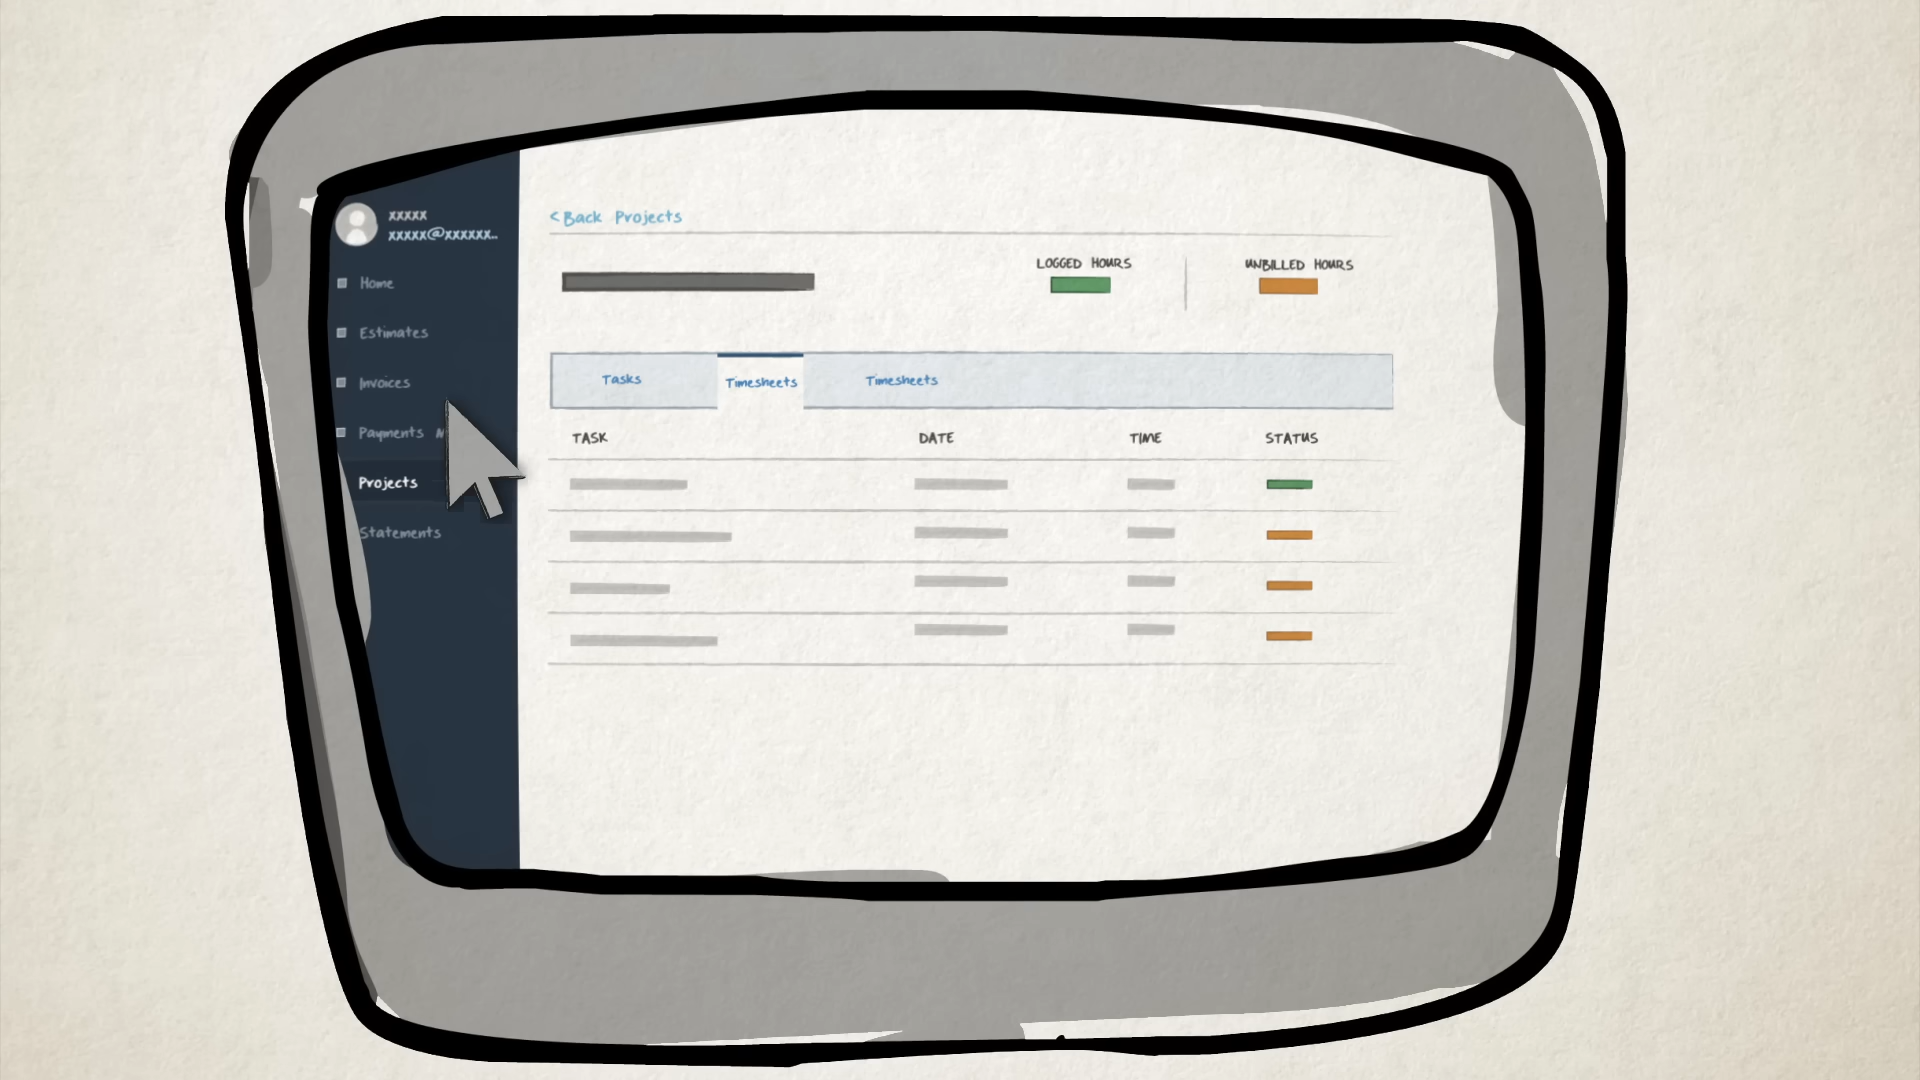 xxxxx
xxxxx@xxxxxx..
Home
Estimates
Invoices
Payments
Projects
Statements
< Back Projects
LOGGED HOURS
UNBILLED HOURS
Tasks
Timesheets
Timesheets
TASK
DATE
TIME
STATUS